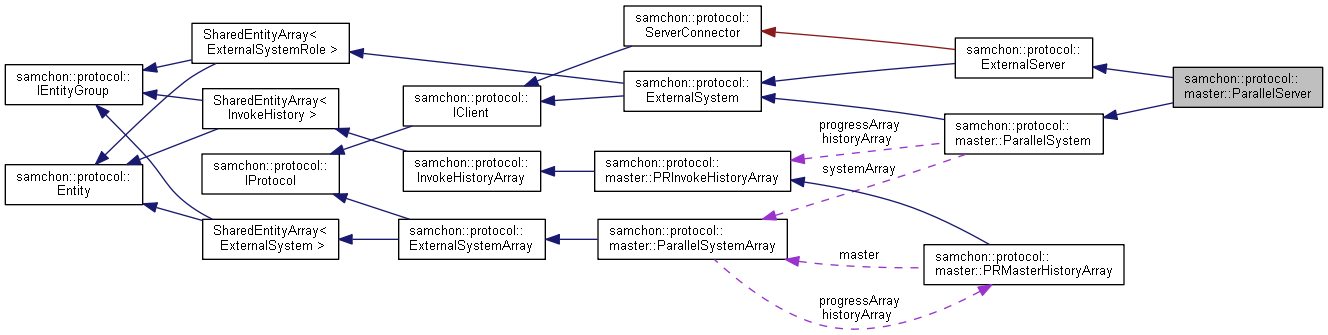 SharedEntityArray<
ExternalSystemRole >
samchon::protocol::
IEntityGroup
SharedEntityArray<
InvokeHistory >
samchon::protocol::
IProtocol
samchon::protocol::
Entity
SharedEntityArray<
ExternalSystem >
samchon::protocol::
ServerConnector
samchon::protocol::
ExternalSystem
samchon::protocol::
IClient
samchon::protocol::
InvokeHistoryArray
samchon::protocol::
ExternalSystemArray
samchon::protocol::
master::PRInvokeHistoryArray
samchon::protocol::
master::ParallelSystemArray
progressArray
historyArray
systemArray
master
progressArray
historyArray
samchon::protocol::
ExternalServer
samchon::protocol::
master::ParallelSystem
samchon::protocol::
master::PRMasterHistoryArray
samchon::protocol::
master::ParallelServer